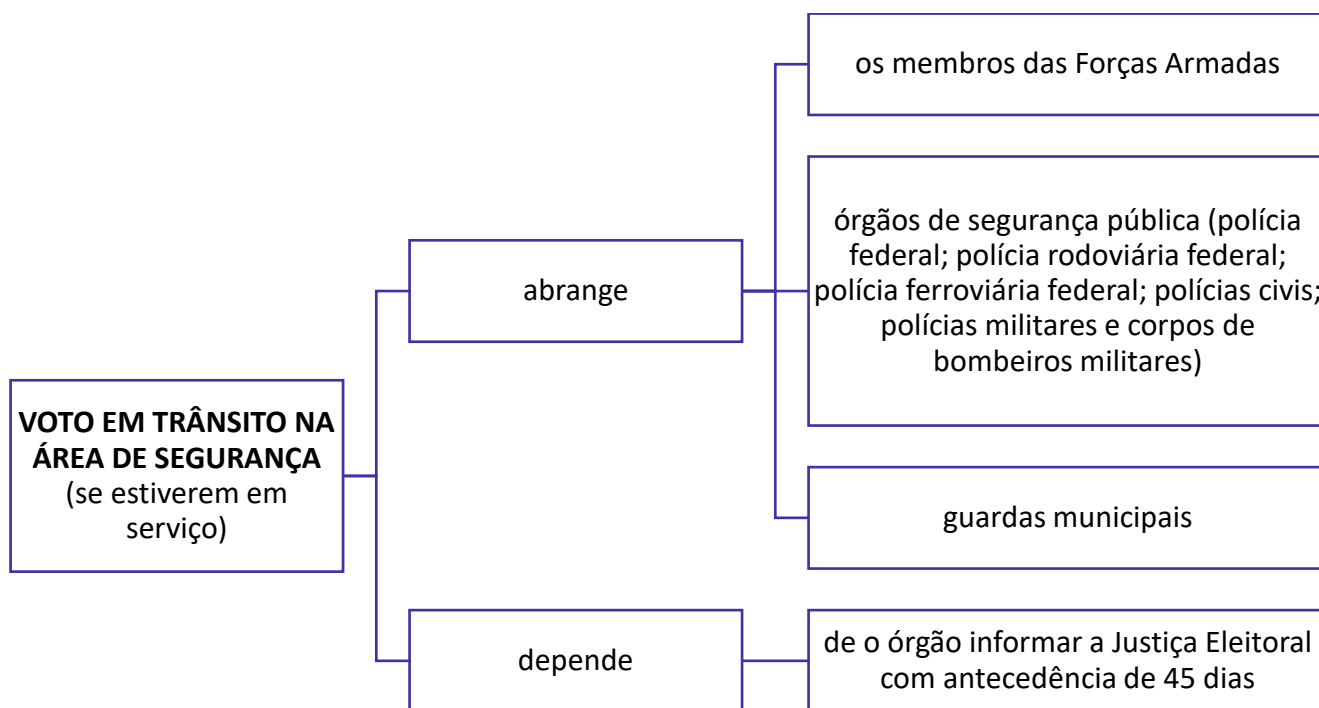 os membros das Forças Armadas
órgãos de segurança pública (polícia
federal; polícia rodoviária federal;
polícia ferroviária federal; polícias civis;
polícias militares e corpos de
bombeiros militares)
abrange
VOTO EM TRÂNSITO NA
ÁREA DE SEGURANÇA
(se estiverem em
serviço)
guardas municipais
depende
de o órgão informar a Justiça Eleitoral
com antecedência de 45 dias